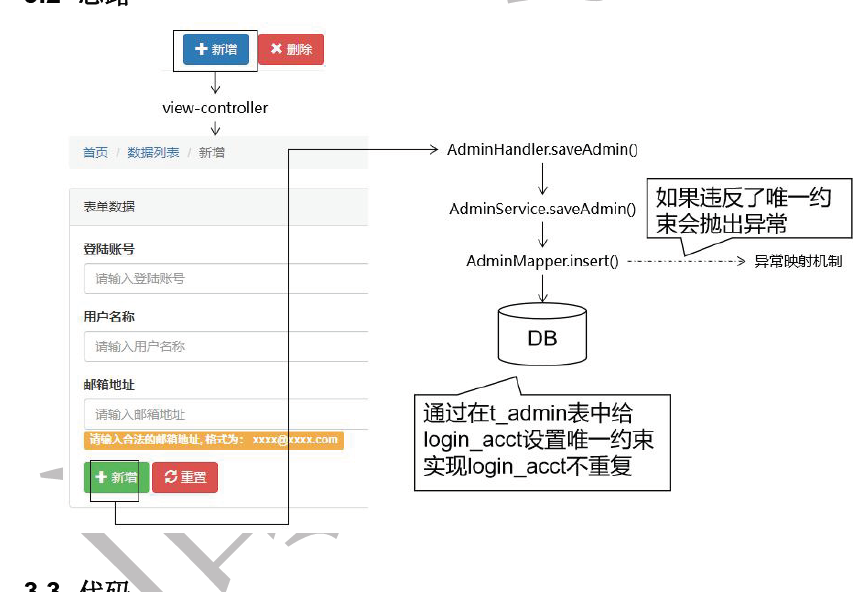 3.2 思路
新增 删除
view-controller
首页 / 数据列表 / 新增
表单数据
登陆账号
请输入登陆账号
用户名称
请输入用户名称
邮箱地址
请输入邮箱地址
请输入合法的邮箱地址, 格式为： xxxx@xxxx.com
新增 重置
AdminHandler.saveAdmin()
AdminService.saveAdmin()
如果违反了唯一约
束会抛出异常
AdminMapper.insert()
异常映射机制
DB
通过在t_admin表中给
login_acct设置唯一约束
实现login_acct不重复
3.3 代码